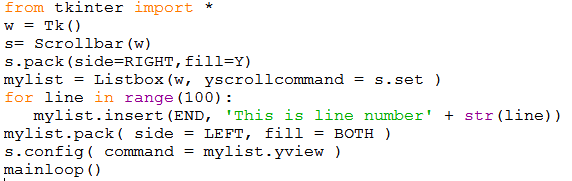 from tkinter import *
w = Tk()
s= Scrollbar(w)
s.pack(side=RIGHT,fill=Y)
mylist = Listbox(w, yscrollcommand = s.set )
for line in range(100):
   mylist.insert(END, 'This is line number' + str(line))
mylist.pack( side = LEFT, fill = BOTH )
s.config( command = mylist.yview )
mainloop()